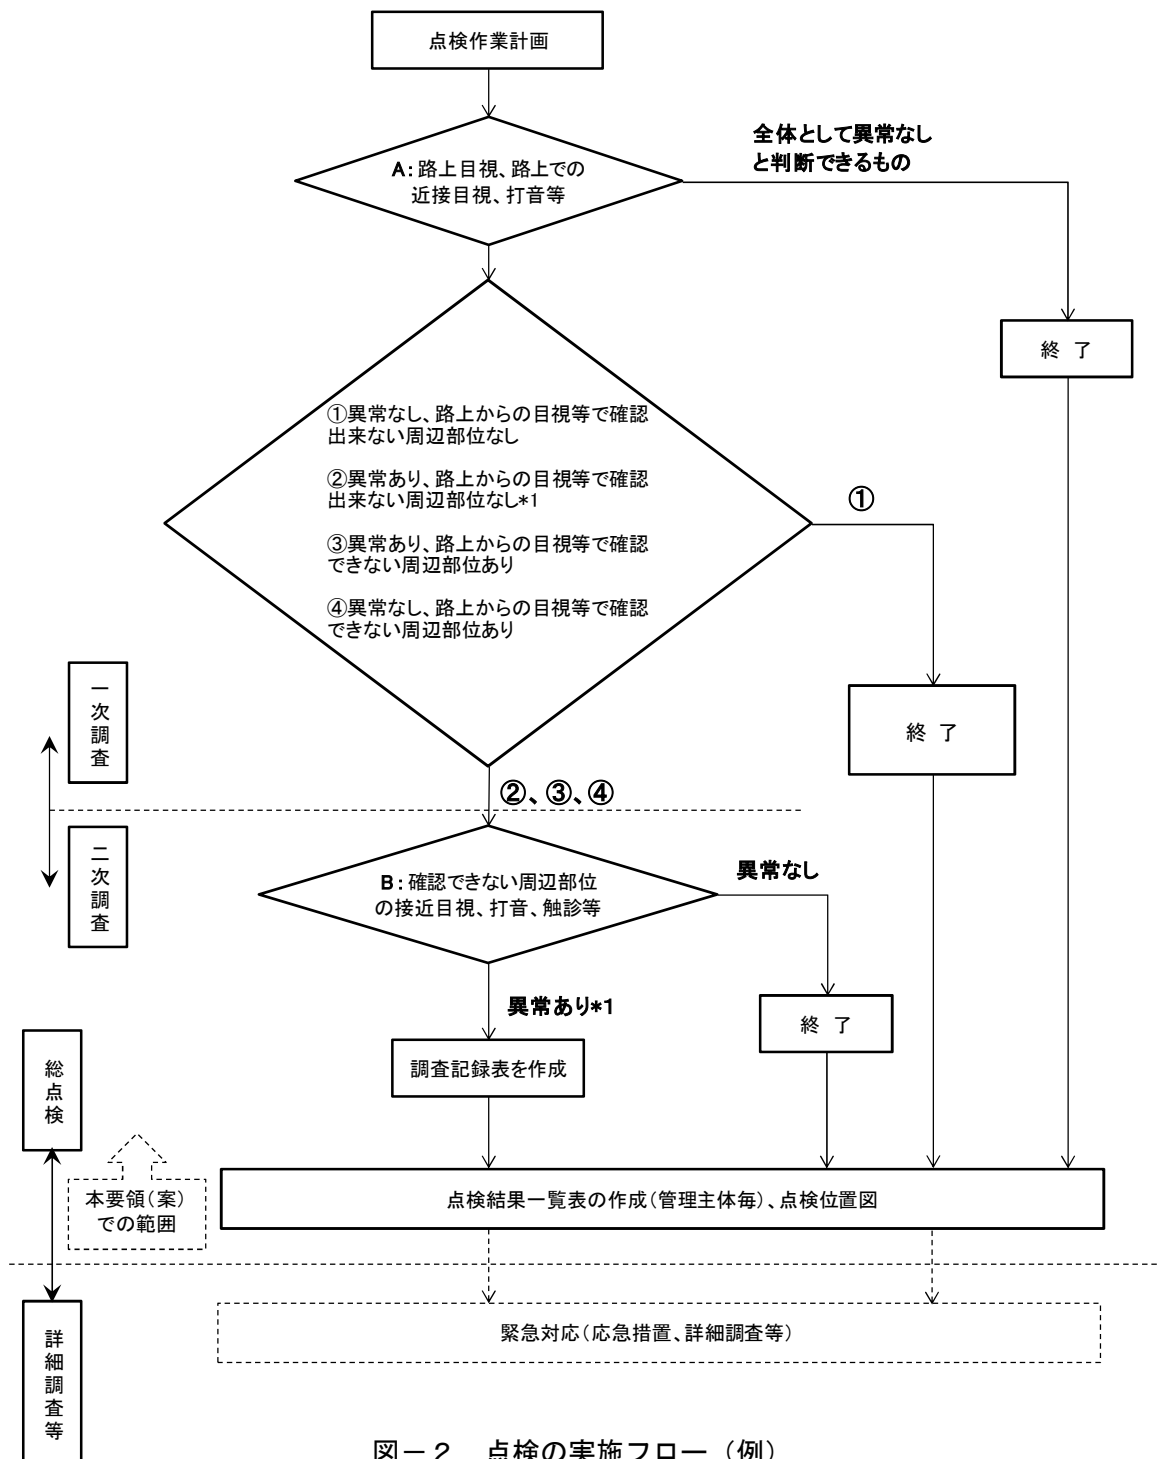 点検作業計画
全体として異常なし
と判断できるもの
A：路上目視、路上での
近接目視、打音等
終 了
①異常なし、路上からの目視等で確認
出来ない周辺部位なし
②異常あり、路上からの目視等で確認
出来ない周辺部位なし*1
③異常あり、路上からの目視等で確認
できない周辺部位あり
④異常なし、路上からの目視等で確認
できない周辺部位あり
①
一次調査
終 了
②、③、④
二次調査
B：確認できない周辺部位
の接近目視、打音、触診等
異常なし
異常あり*1
終 了
総点検
調査記録表を作成
本要領（案）
での範囲
点検結果一覧表の作成（管理主体毎）、点検位置図
詳細調査等
緊急対応（応急措置、詳細調査等）
図－２　点検の実施フロー（例）